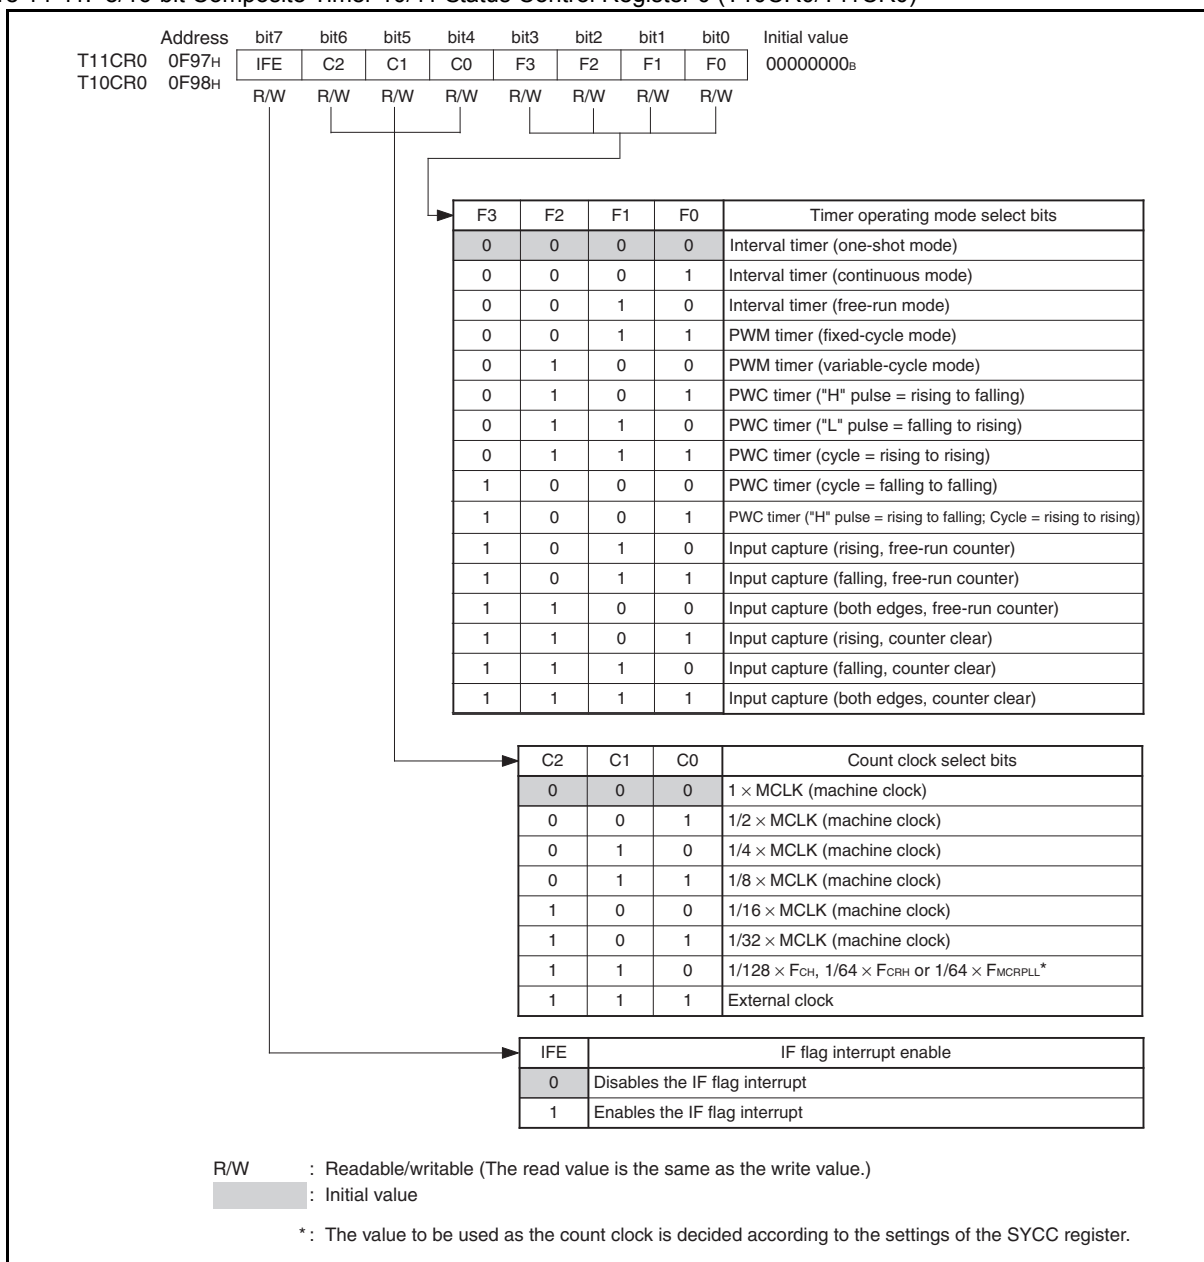 Address bit7 bit6 bit5 bit4 bit3 bit2 bit1 bit0 Initial value
T11CR0 0F97H IFE C2 C1 C0 F3 F2 F1 F0 00000000B
T10CR0 0F98H
R/W R/W R/W R/W R/W R/W R/W R/W
F3 F2 F1 F0 Timer operating mode select bits
0 0 0 0 Interval timer (one-shot mode)
0 0 0 1 Interval timer (continuous mode)
0 0 1 0 Interval timer (free-run mode)
0 0 1 1 PWM timer (fixed-cycle mode)
0 1 0 0 PWM timer (variable-cycle mode)
0 1 0 1 PWC timer ("H" pulse = rising to falling)
0 1 1 0 PWC timer ("L" pulse = falling to rising)
0 1 1 1 PWC timer (cycle = rising to rising)
1 0 0 0 PWC timer (cycle = falling to falling)
1 0 0 1 PWC timer ("H" pulse = rising to falling; Cycle = rising to rising)
1 0 1 0 Input capture (rising, free-run counter)
1 0 1 1 Input capture (falling, free-run counter)
1 1 0 0 Input capture (both edges, free-run counter)
1 1 0 1 Input capture (rising, counter clear)
1 1 1 0 Input capture (falling, counter clear)
1 1 1 1 Input capture (both edges, counter clear)
C2 C1 C0 Count clock select bits
0 0 0 1 × MCLK (machine clock)
0 0 1 1/2 × MCLK (machine clock)
0 1 0 1/4 × MCLK (machine clock)
0 1 1 1/8 × MCLK (machine clock)
1 0 0 1/16 × MCLK (machine clock)
1 0 1 1/32 × MCLK (machine clock)
1 1 0 1/128 × FCH, 1/64 × FCRH or 1/64 × FMCRPLL*
1 1 1 External clock
IFE IF flag interrupt enable
0 Disables the IF flag interrupt
1 Enables the IF flag interrupt
R/W : Readable/writable (The read value is the same as the write value.)
: Initial value
* : The value to be used as the count clock is decided according to the settings of the SYCC register.